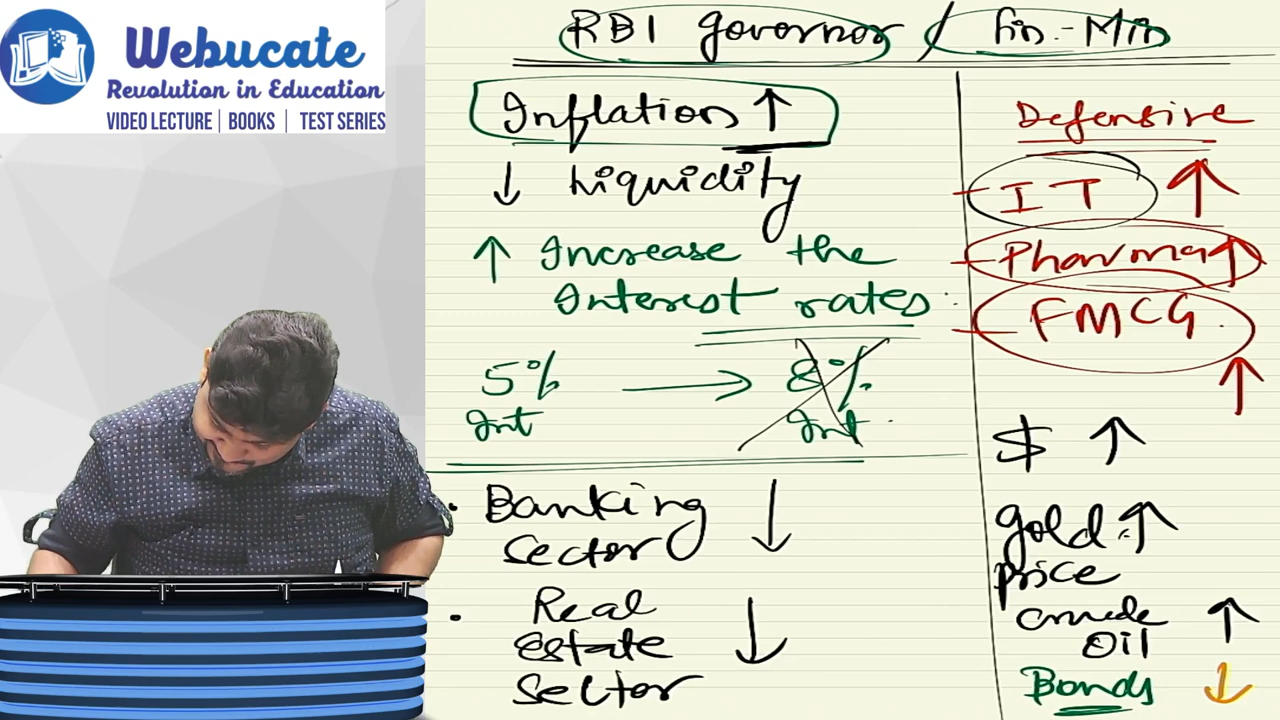 Webucate
Revolution in Education
VIDEO LECTURE | BOOKS | TEST SERIES
RBI governor / fin.-Min
Inflation ↑
↓ Liquidity
↑ Increase the
Interest rates
5% → 8%
Int Int
• Banking ↓
Sector
• Real ↓
Estate
Sector
Defensive
- IT ↑
- Pharma ↑
- FMCG
↑
$ ↑
Gold ↑
price
crude ↑
Oil
Bonds ↓